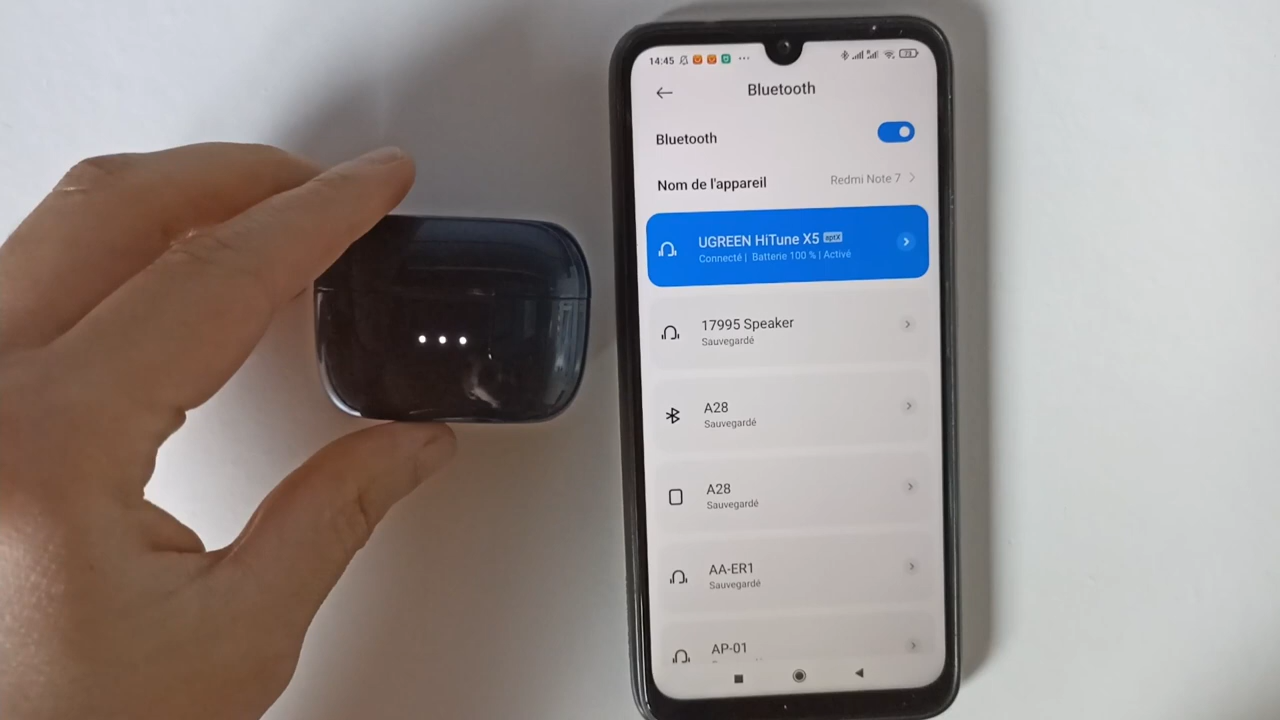 14:45
73
Bluetooth
Bluetooth
Nom de l'appareil
Redmi Note 7
UGREEN HiTune X5 aptX
Connecté | Batterie 100 % | Activé
17995 Speaker
Sauvegardé
A28
Sauvegardé
A28
Sauvegardé
AA-ER1
Sauvegardé
AP-01